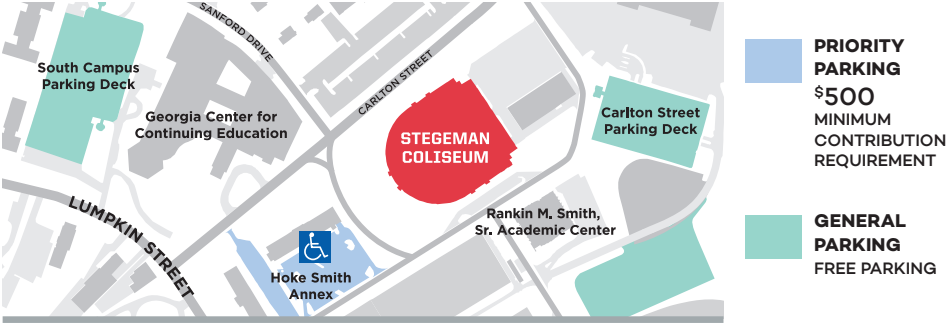 SANFORD DRIVE
South Campus
Parking Deck
CARLTON STREET
Georgia Center for
Continuing Education
STEGEMAN
COLISEUM
Carlton Street
Parking Deck
LUMPKIN STREET
Rankin M. Smith,
Sr. Academic Center
Hoke Smith
Annex
PRIORITY
PARKING
$500
MINIMUM
CONTRIBUTION
REQUIREMENT
GENERAL
PARKING
FREE PARKING